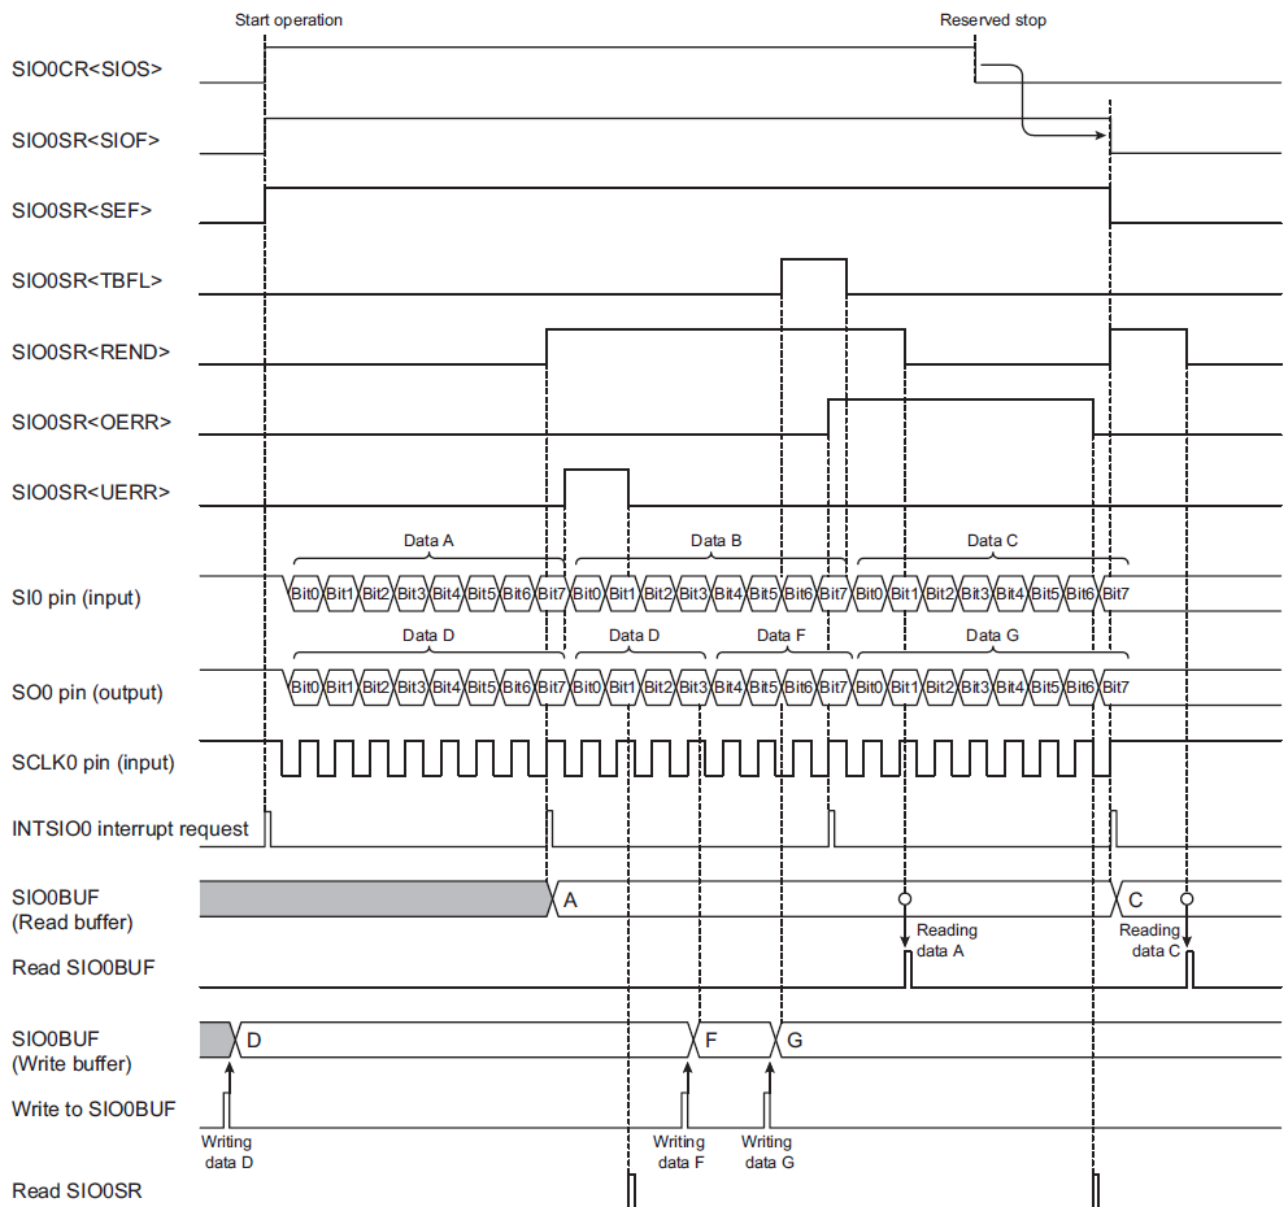 Start operation
Reserved stop
SIO0CR<SIOS>
SIO0SR<SIOF>
SIO0SR<SEF>
SIO0SR<TBFL>
SIO0SR<REND>
SIO0SR<OERR>
SIO0SR<UERR>
Data A Data B Data C
SI0 pin (input) Bit0 Bit1 Bit2 Bit3 Bit4 Bit5 Bit6 Bit7 Bit0 Bit1 Bit2 Bit3 Bit4 Bit5 Bit6 Bit7 Bit0 Bit1 Bit2 Bit3 Bit4 Bit5 Bit6 Bit7
Data D Data D Data F Data G
SO0 pin (output) Bit0 Bit1 Bit2 Bit3 Bit4 Bit5 Bit6 Bit7 Bit0 Bit1 Bit2 Bit3 Bit4 Bit5 Bit6 Bit7 Bit0 Bit1 Bit2 Bit3 Bit4 Bit5 Bit6 Bit7
SCLK0 pin (input)
INTSIO0 interrupt request
SIO0BUF
(Read buffer)
A
C
Reading
data A
Reading
data C
Read SIO0BUF
SIO0BUF
(Write buffer)
D
F
G
Write to SIO0BUF
Writing
data D
Writing
data F
Writing
data G
Read SIO0SR